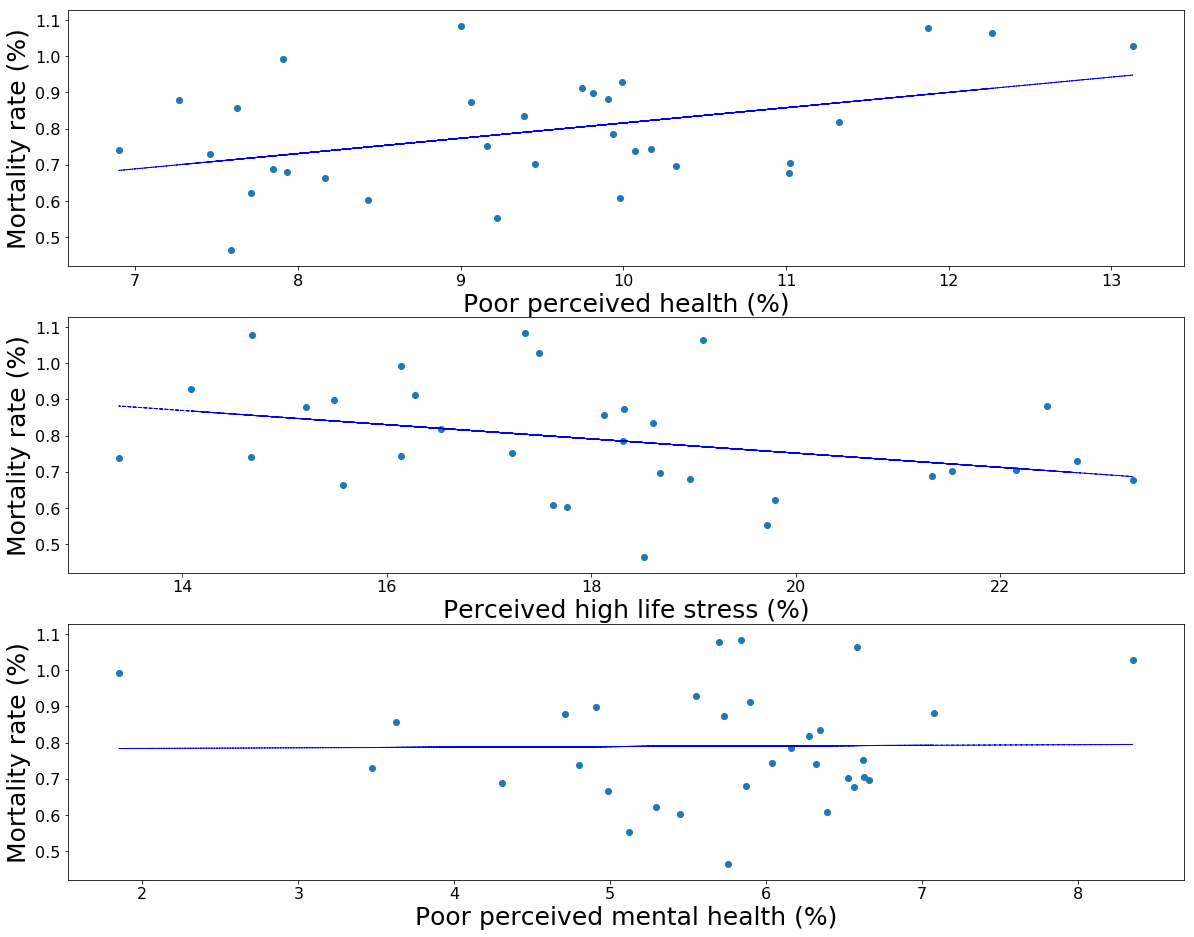 1.1
1.0
0.9
0.8
0.7
0.6
0.5
Mortality rate (%)
7 8 9 10 11 12 13
Poor perceived health (%)
1.1
1.0
0.9
0.8
0.7
0.6
0.5
Mortality rate (%)
14 16 18 20 22
Perceived high life stress (%)
1.1
1.0
0.9
0.8
0.7
0.6
0.5
Mortality rate (%)
2 3 4 5 6 7 8
Poor perceived mental health (%)